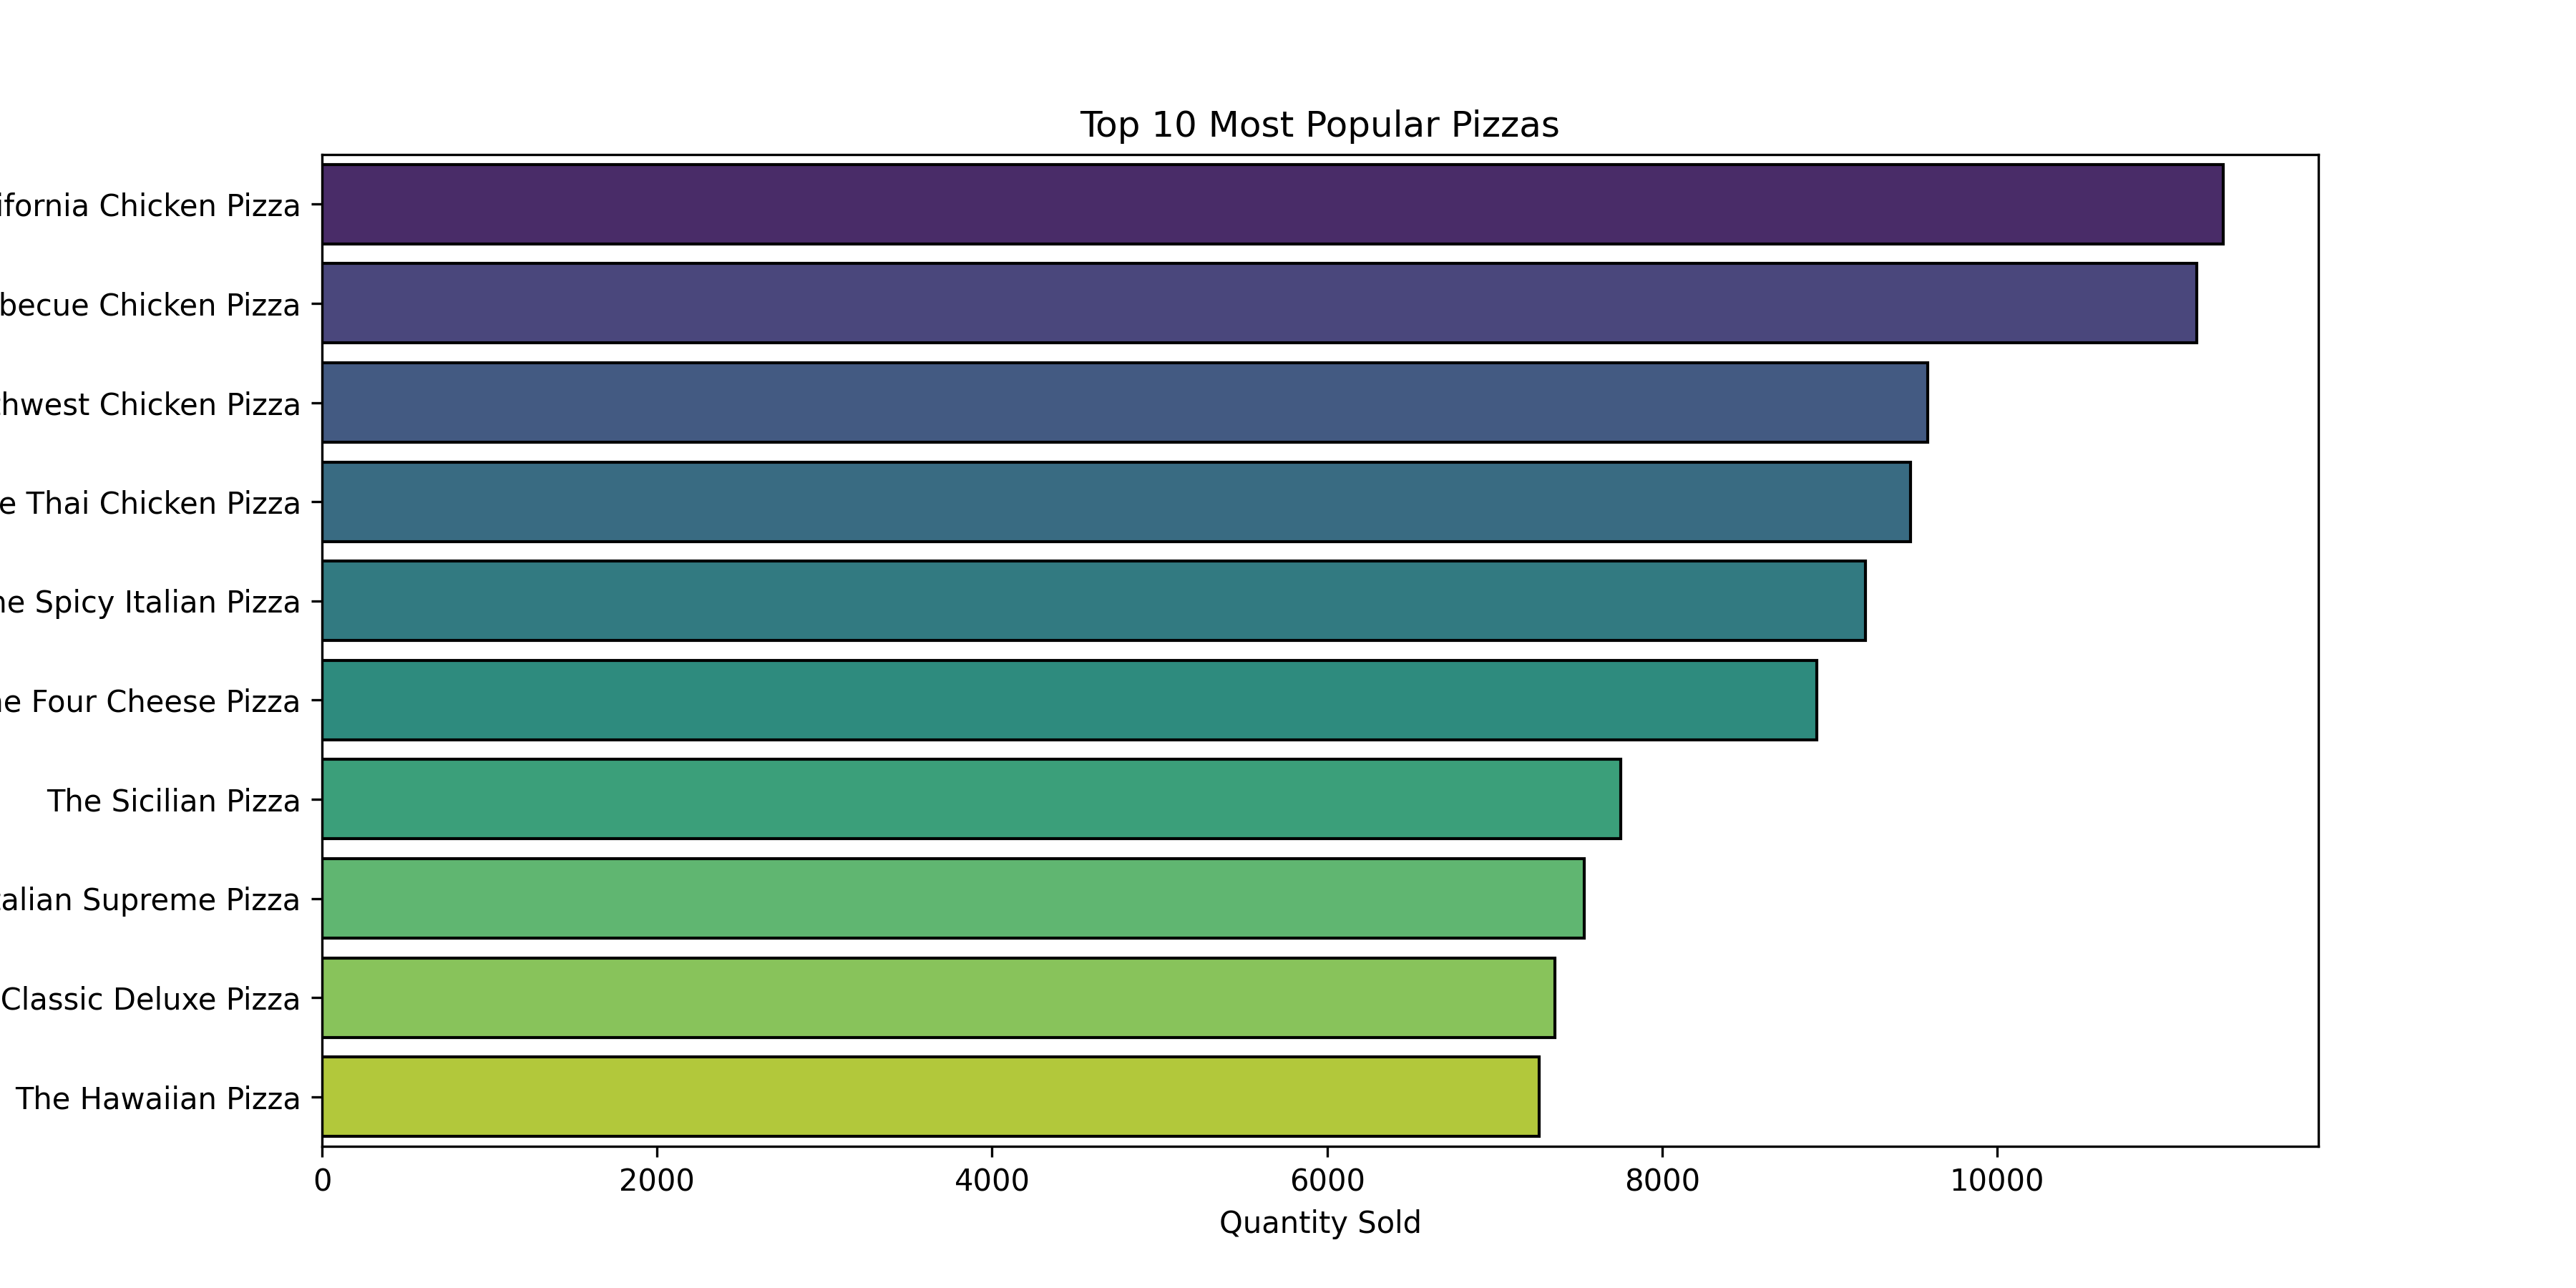 Top 10 Most Popular Pizzas
ifornia Chicken Pizza
becue Chicken Pizza
hwest Chicken Pizza
e Thai Chicken Pizza
ne Spicy Italian Pizza
e Four Cheese Pizza
The Sicilian Pizza
alian Supreme Pizza
Classic Deluxe Pizza
The Hawaiian Pizza
0 2000 4000 6000 8000 10000
Quantity Sold